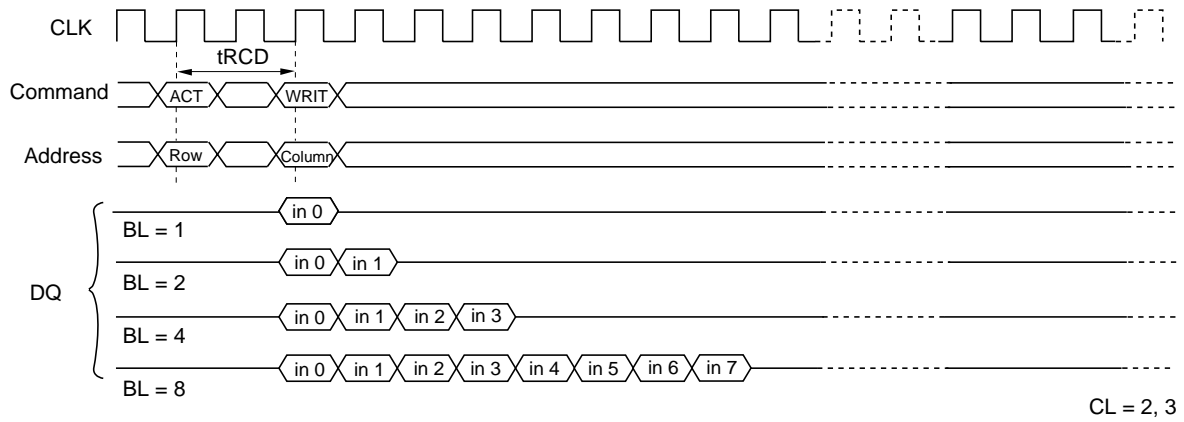 CLK
tRCD
Command ACT WRIT
Address Row Column
in 0
BL = 1
in 0 in 1
BL = 2
DQ
in 0 in 1 in 2 in 3
BL = 4
in 0 in 1 in 2 in 3 in 4 in 5 in 6 in 7
BL = 8
CL = 2, 3